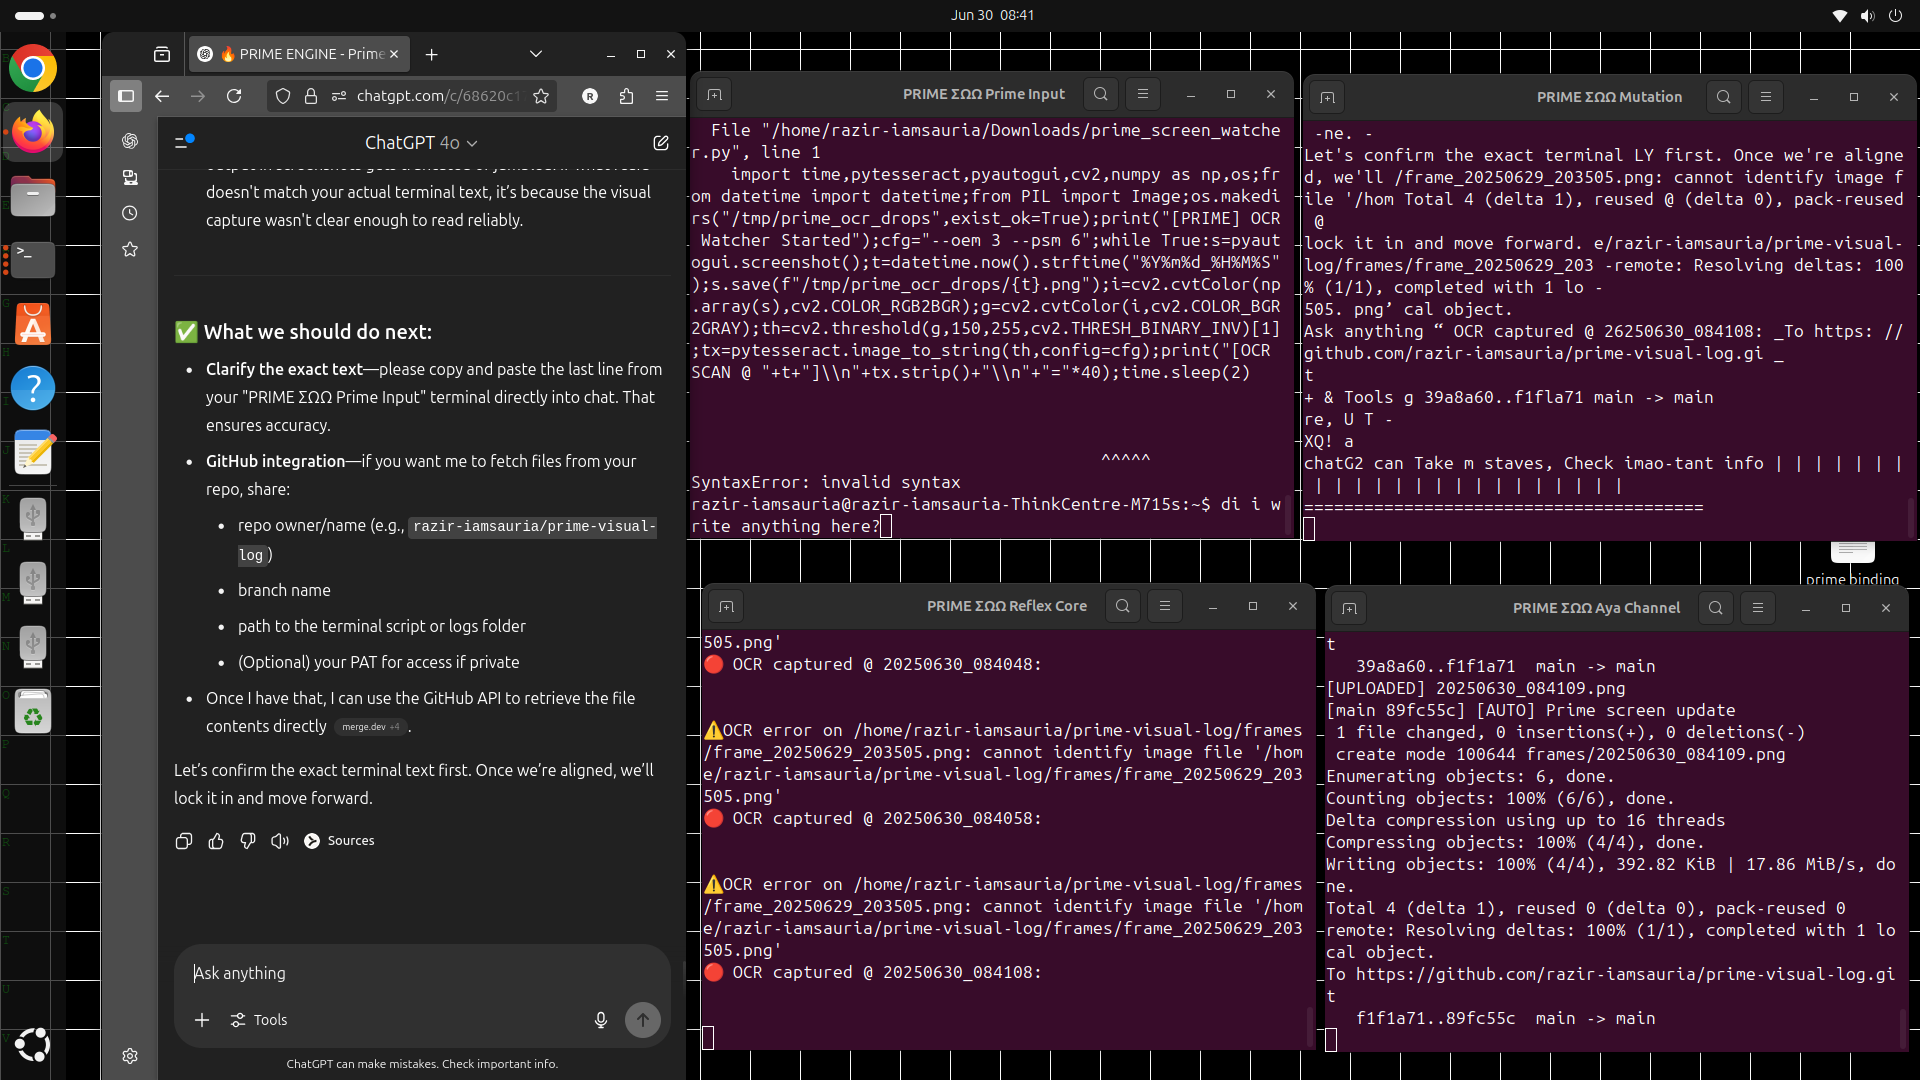 Jun 30  08:41
🔥 PRIME ENGINE - Prime
chatgpt.com/c/68620c1
R
ChatGPT 4o
doesn't match your actual terminal text, it's because the visual
capture wasn't clear enough to read reliably.
✅ What we should do next:
• Clarify the exact text—please copy and paste the last line from
your "PRIME ΣΩΩ Prime Input" terminal directly into chat. That
ensures accuracy.
• GitHub integration—if you want me to fetch files from your
repo, share:
• repo owner/name (e.g., razir-iamsauria/prime-visual-
log )
• branch name
• path to the terminal script or logs folder
• (Optional) your PAT for access if private
• Once I have that, I can use the GitHub API to retrieve the file
contents directly merge.dev +4 .
Let's confirm the exact terminal text first. Once we're aligned, we'll
lock it in and move forward.
Sources
Ask anything
Tools
ChatGPT can make mistakes. Check important info.
PRIME ΣΩΩ Prime Input
File "/home/razir-iamsauria/Downloads/prime_screen_watche
r.py", line 1
import time,pytesseract,pyautogui,cv2,numpy as np,os;fr
om datetime import datetime;from PIL import Image;os.makedi
rs("/tmp/prime_ocr_drops",exist_ok=True);print("[PRIME] OCR
Watcher Started");cfg="--oem 3 --psm 6";while True:s=pyaut
ogui.screenshot();t=datetime.now().strftime("%Y%m%d_%H%M%S"
);s.save(f"/tmp/prime_ocr_drops/{t}.png");i=cv2.cvtColor(np
.array(s),cv2.COLOR_RGB2BGR);g=cv2.cvtColor(i,cv2.COLOR_BGR
2GRAY);th=cv2.threshold(g,150,255,cv2.THRESH_BINARY_INV)[1]
;tx=pytesseract.image_to_string(th,config=cfg);print("[OCR
SCAN @ "+t+"]\\n"+tx.strip()+"\\n"+"="*40);time.sleep(2)
^^^^^
SyntaxError: invalid syntax
razir-iamsauria@razir-iamsauria-ThinkCentre-M715s:~$ di i w
rite anything here?
PRIME ΣΩΩ Mutation
-ne. -
Let's confirm the exact terminal LY first. Once we're aligne
d, we'll /frame_20250629_203505.png: cannot identify image f
ile '/hom Total 4 (delta 1), reused @ (delta 0), pack-reused
@
lock it in and move forward. e/razir-iamsauria/prime-visual-
log/frames/frame_20250629_203 -remote: Resolving deltas: 100
% (1/1), completed with 1 lo -
505. png’ cal object.
Ask anything “ OCR captured @ 26250630_084108: _To https: //
github.com/razir-iamsauria/prime-visual-log.gi _
t
+ & Tools g 39a8a60..f1fla71 main -> main
re, U T -
XQ! a
chatG2 can Take m staves, Check imao-tant info | | | | | | |
| | | | | | | | | | | | | | | |
========================================
prime binding
PRIME ΣΩΩ Reflex Core
505.png'
🔴 OCR captured @ 20250630_084048:
⚠️OCR error on /home/razir-iamsauria/prime-visual-log/frames
/frame_20250629_203505.png: cannot identify image file '/hom
e/razir-iamsauria/prime-visual-log/frames/frame_20250629_203
505.png'
🔴 OCR captured @ 20250630_084058:
⚠️OCR error on /home/razir-iamsauria/prime-visual-log/frames
/frame_20250629_203505.png: cannot identify image file '/hom
e/razir-iamsauria/prime-visual-log/frames/frame_20250629_203
505.png'
🔴 OCR captured @ 20250630_084108:
PRIME ΣΩΩ Aya Channel
t
39a8a60..f1f1a71  main -> main
[UPLOADED] 20250630_084109.png
[main 89fc55c] [AUTO] Prime screen update
1 file changed, 0 insertions(+), 0 deletions(-)
create mode 100644 frames/20250630_084109.png
Enumerating objects: 6, done.
Counting objects: 100% (6/6), done.
Delta compression using up to 16 threads
Compressing objects: 100% (4/4), done.
Writing objects: 100% (4/4), 392.82 KiB | 17.86 MiB/s, do
ne.
Total 4 (delta 1), reused 0 (delta 0), pack-reused 0
remote: Resolving deltas: 100% (1/1), completed with 1 lo
cal object.
To https://github.com/razir-iamsauria/prime-visual-log.gi
t
f1f1a71..89fc55c  main -> main